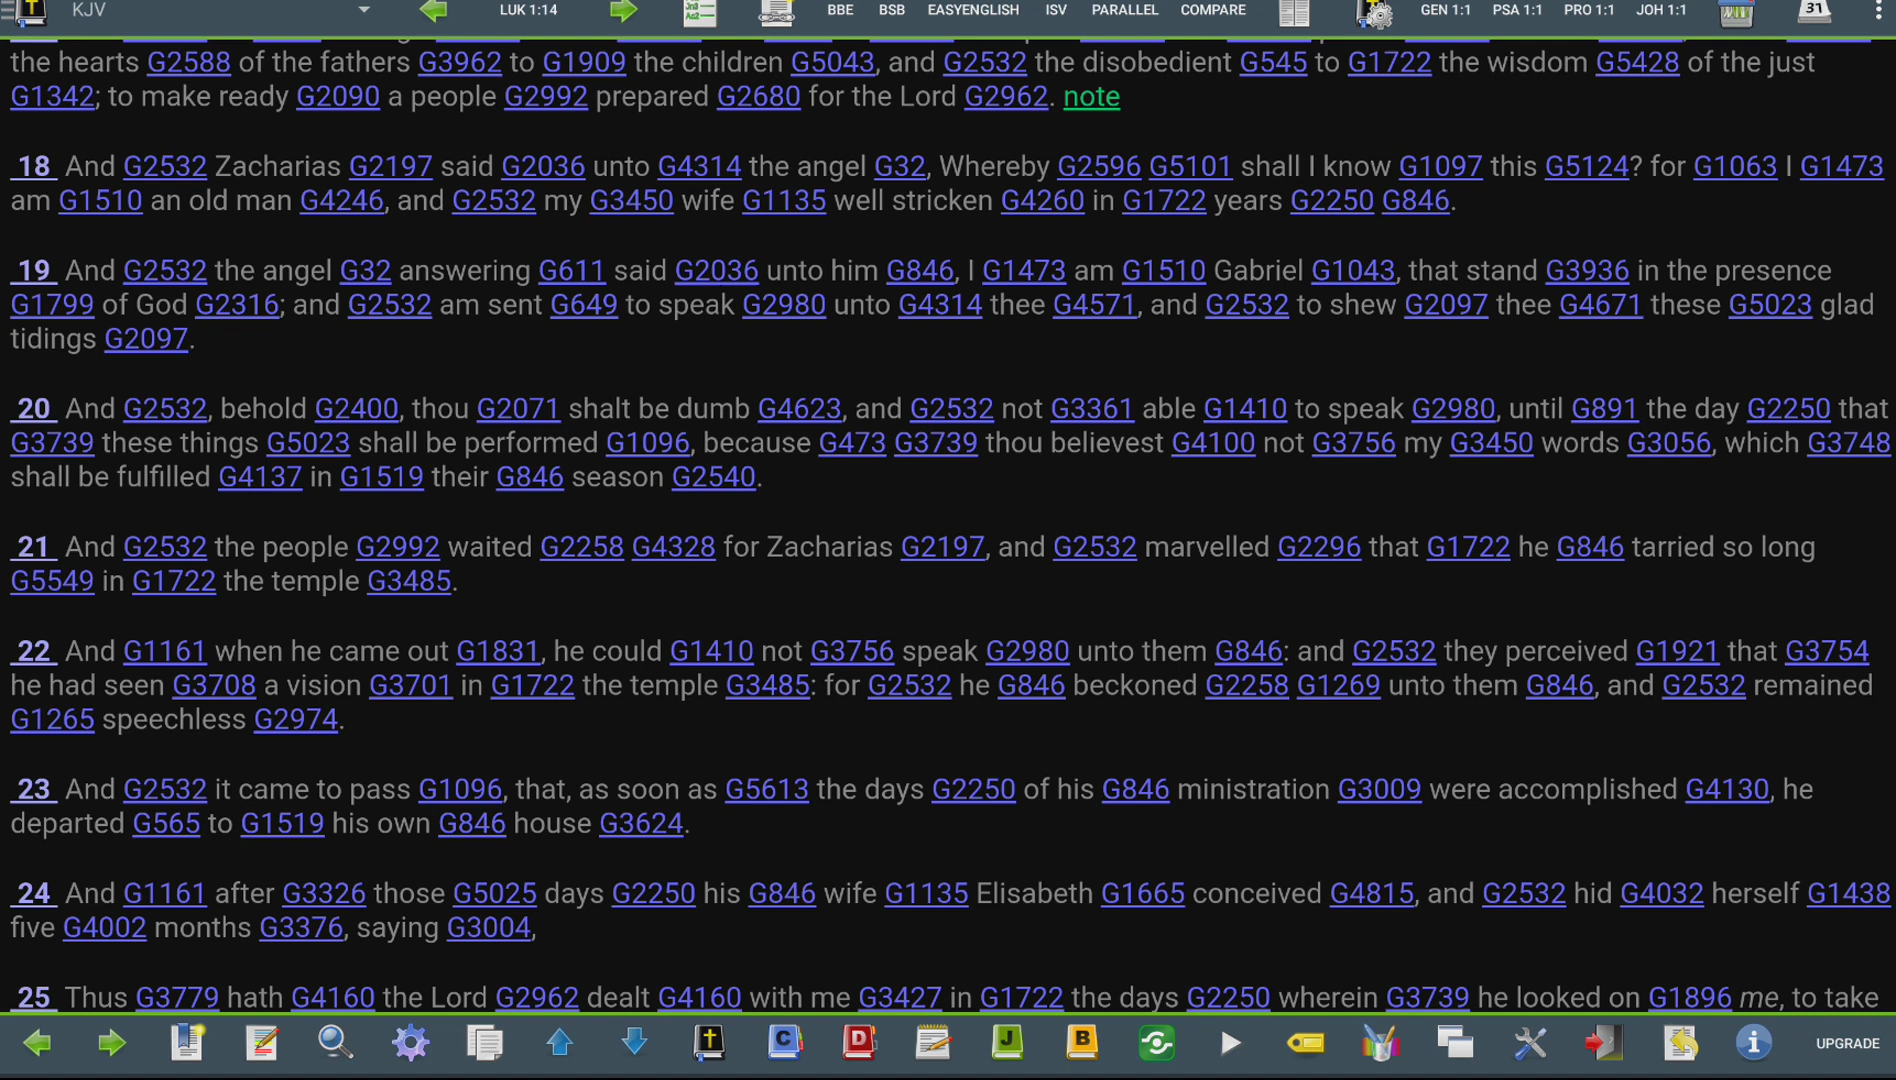 KJV LUK 1:14 BBE BSB EASYENGLISH ISV PARALLEL COMPARE GEN 1:1 PSA 1:1 PRO 1:1 JOH 1:1 31
the hearts G2588 of the fathers G3962 to G1909 the children G5043, and G2532 the disobedient G545 to G1722 the wisdom G5428 of the just
G1342; to make ready G2090 a people G2992 prepared G2680 for the Lord G2962. note
18 And G2532 Zacharias G2197 said G2036 unto G4314 the angel G32, Whereby G2596 G5101 shall I know G1097 this G5124? for G1063 I G1473
am G1510 an old man G4246, and G2532 my G3450 wife G1135 well stricken G4260 in G1722 years G2250 G846.
19 And G2532 the angel G32 answering G611 said G2036 unto him G846, I G1473 am G1510 Gabriel G1043, that stand G3936 in the presence
G1799 of God G2316; and G2532 am sent G649 to speak G2980 unto G4314 thee G4571, and G2532 to shew G2097 thee G4671 these G5023 glad
tidings G2097.
20 And G2532, behold G2400, thou G2071 shalt be dumb G4623, and G2532 not G3361 able G1410 to speak G2980, until G891 the day G2250 that
G3739 these things G5023 shall be performed G1096, because G473 G3739 thou believest G4100 not G3756 my G3450 words G3056, which G3748
shall be fulfilled G4137 in G1519 their G846 season G2540.
21 And G2532 the people G2992 waited G2258 G4328 for Zacharias G2197, and G2532 marvelled G2296 that G1722 he G846 tarried so long
G5549 in G1722 the temple G3485.
22 And G1161 when he came out G1831, he could G1410 not G3756 speak G2980 unto them G846: and G2532 they perceived G1921 that G3754
he had seen G3708 a vision G3701 in G1722 the temple G3485: for G2532 he G846 beckoned G2258 G1269 unto them G846, and G2532 remained
G1265 speechless G2974.
23 And G2532 it came to pass G1096, that, as soon as G5613 the days G2250 of his G846 ministration G3009 were accomplished G4130, he
departed G565 to G1519 his own G846 house G3624.
24 And G1161 after G3326 those G5025 days G2250 his G846 wife G1135 Elisabeth G1665 conceived G4815, and G2532 hid G4032 herself G1438
five G4002 months G3376, saying G3004,
25 Thus G3779 hath G4160 the Lord G2962 dealt G4160 with me G3427 in G1722 the days G2250 wherein G3739 he looked on G1896 me, to take
C D J B UPGRADE